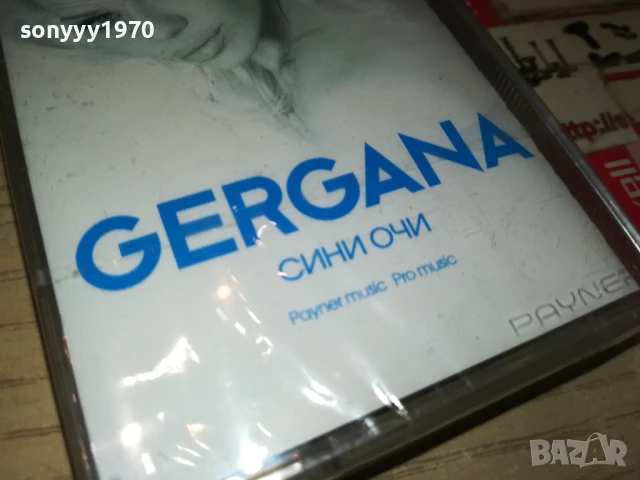 sonyyy1970
GERGANA
СИНИ ОЧИ
Payner music Pro music
PAYNER
BAZAR